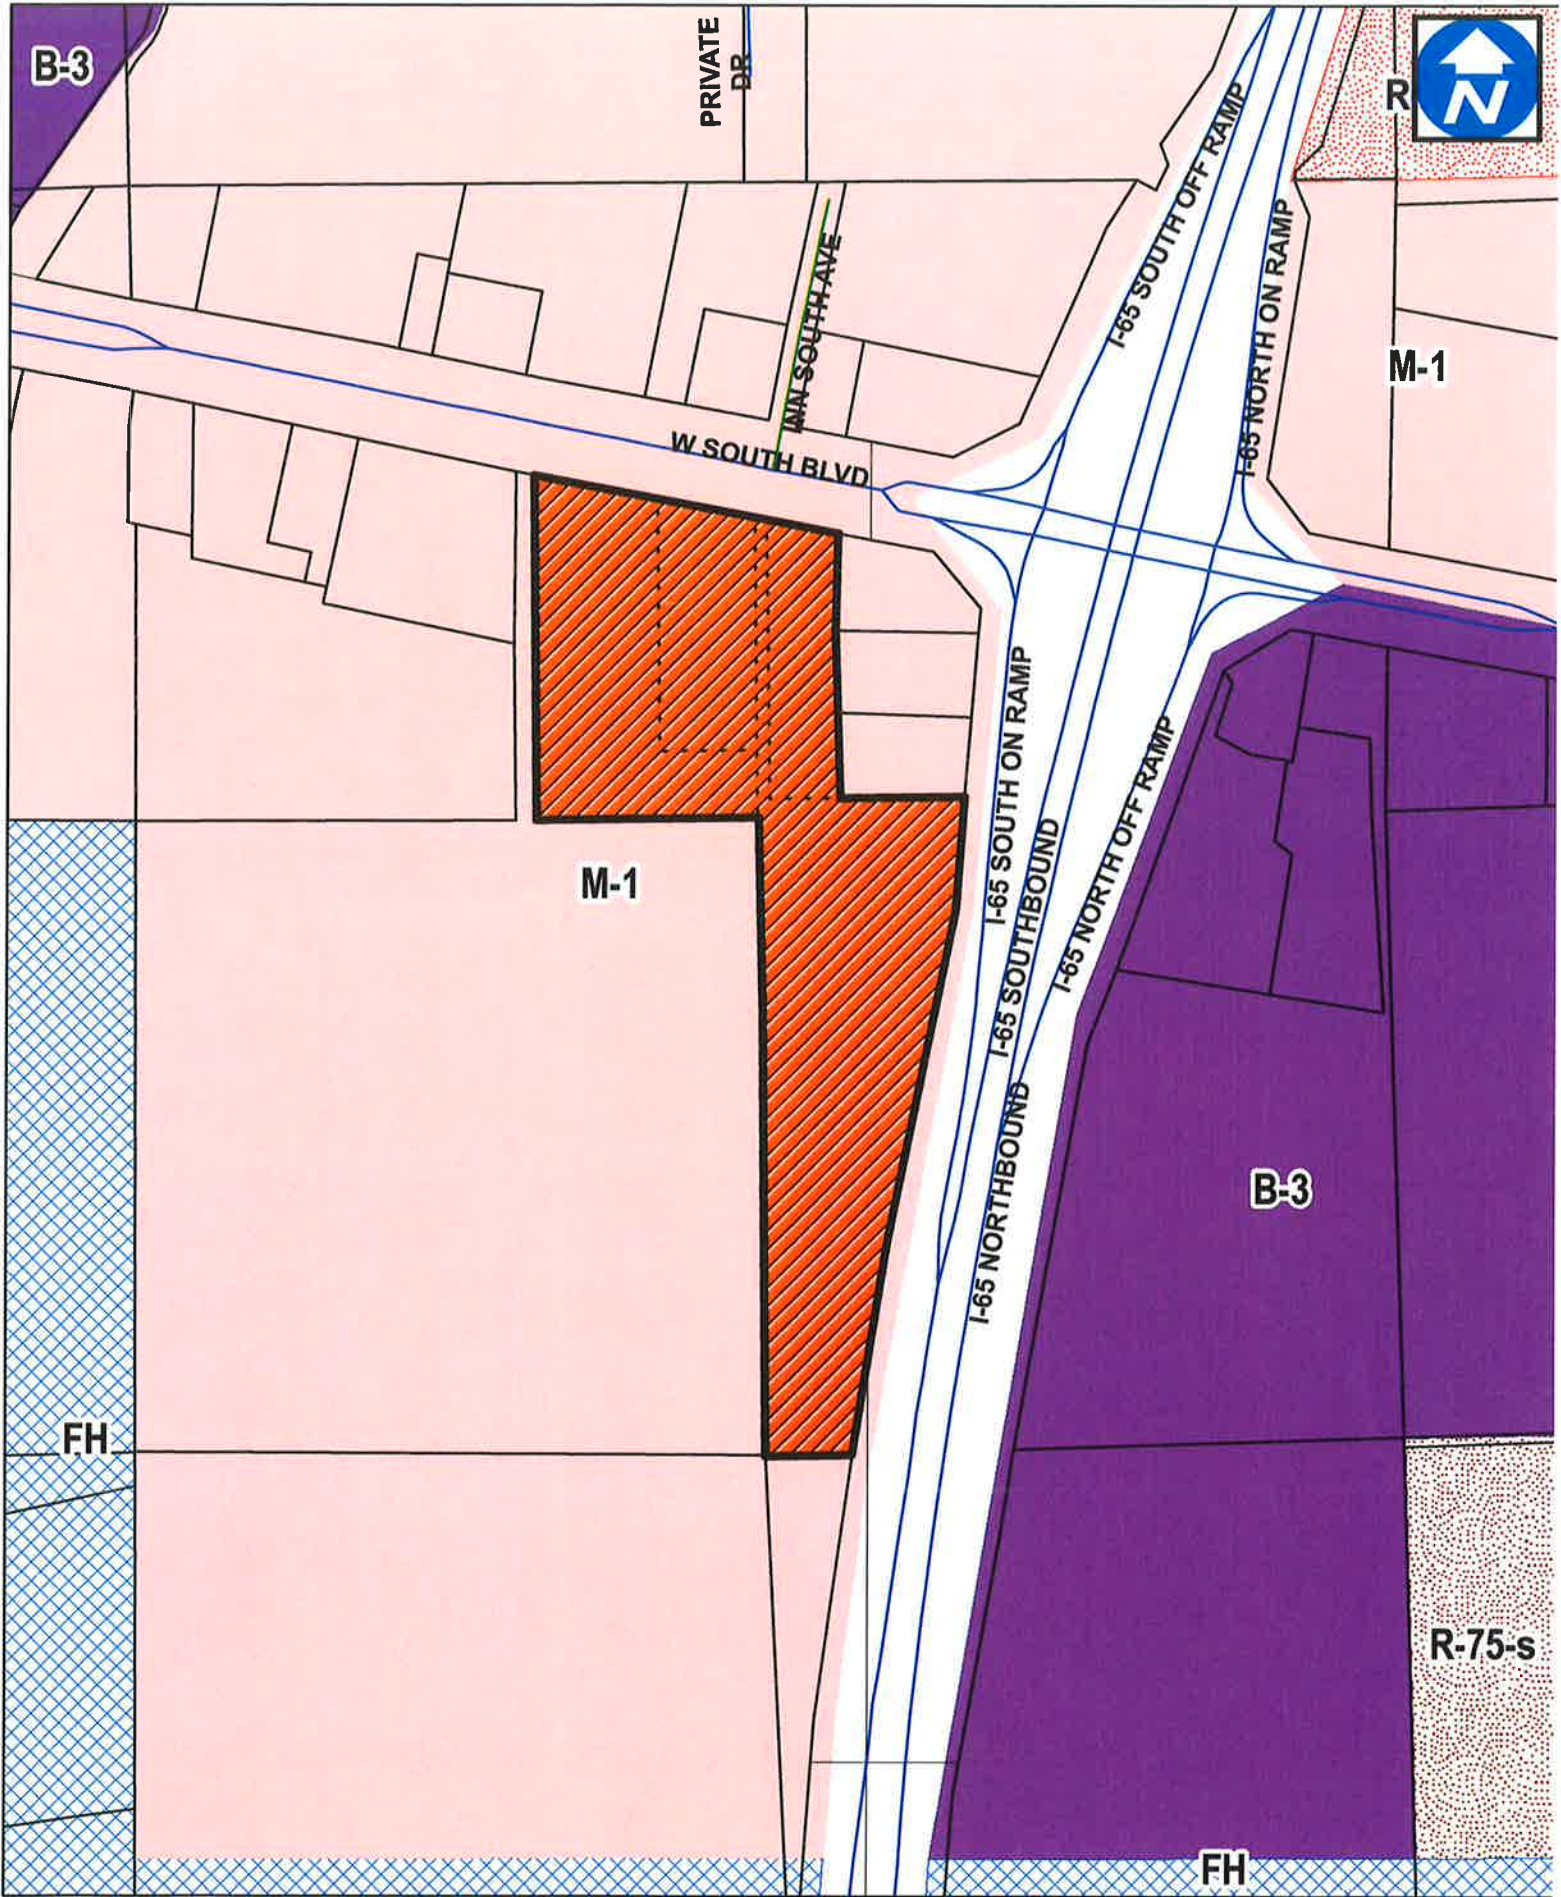 PRIVATE
DR
B-3
R
N
I-65 SOUTH OFF RAMP
I-65 NORTH ON RAMP
INN SOUTH AVE
M-1
W SOUTH BLVD
I-65 SOUTH ON RAMP
I-65 SOUTHBOUND
I-65 NORTH OFF RAMP
M-1
I-65 NORTHBOUND
B-3
FH
R-75-s
FH